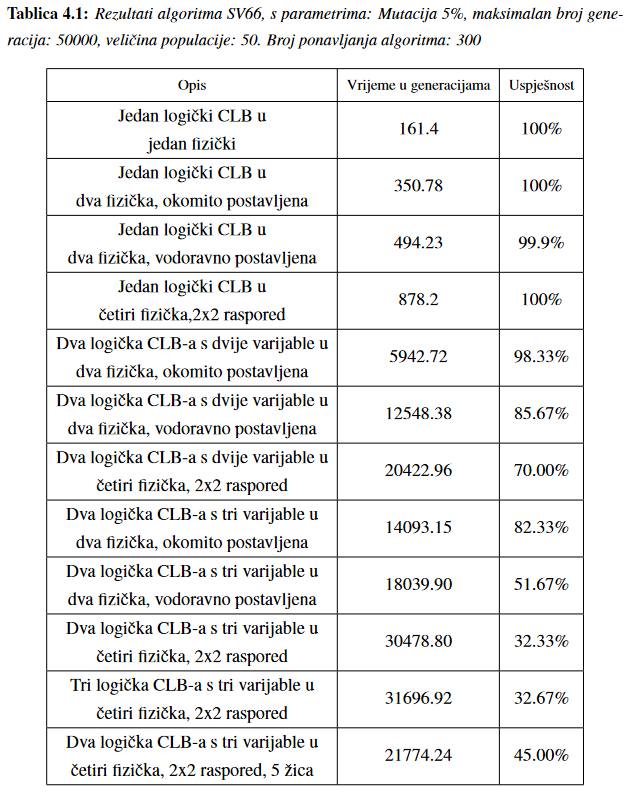 Tablica 4.1: Rezultati algoritma SV66, s parametrima: Mutacija 5%, maksimalan broj gene-
racija: 50000, veličina populacije: 50. Broj ponavljanja algoritma: 300
Opis Vrijeme u generacijama Uspješnost
Jedan logički CLB u
jedan fizički
161.4 100%
Jedan logički CLB u
dva fizička, okomito postavljena
350.78 100%
Jedan logički CLB u
dva fizička, vodoravno postavljena
494.23 99.9%
Jedan logički CLB u
četiri fizička,2x2 raspored
878.2 100%
Dva logička CLB-a s dvije varijable u
dva fizička, okomito postavljena
5942.72 98.33%
Dva logička CLB-a s dvije varijable u
dva fizička, vodoravno postavljena
12548.38 85.67%
Dva logička CLB-a s dvije varijable u
četiri fizička, 2x2 raspored
20422.96 70.00%
Dva logička CLB-a s tri varijable u
dva fizička, okomito postavljena
14093.15 82.33%
Dva logička CLB-a s tri varijable u
dva fizička, vodoravno postavljena
18039.90 51.67%
Dva logička CLB-a s tri varijable u
četiri fizička, 2x2 raspored
30478.80 32.33%
Tri logička CLB-a s tri varijable u
četiri fizička, 2x2 raspored
31696.92 32.67%
Dva logička CLB-a s tri varijable u
četiri fizička, 2x2 raspored, 5 žica
21774.24 45.00%